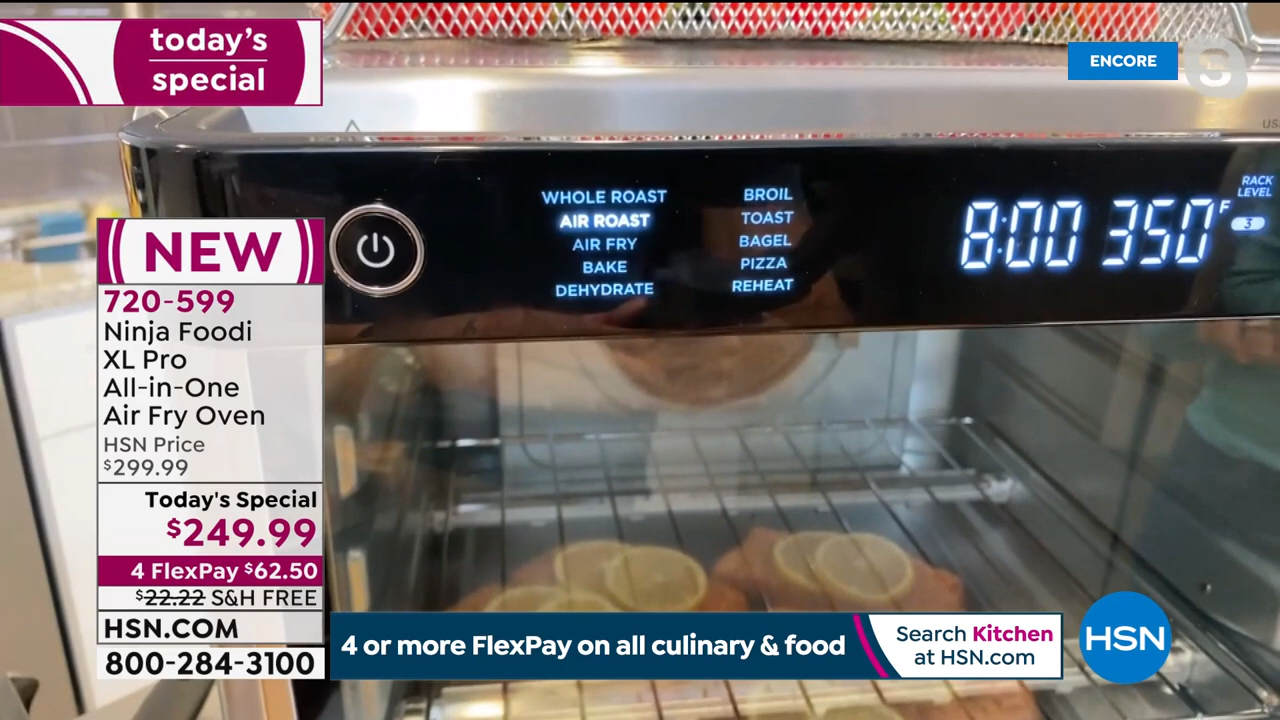 today's
special
ENCORE
US
WHOLE ROAST
AIR ROAST
AIR FRY
BAKE
DEHYDRATE
BROIL
TOAST
BAGEL
PIZZA
REHEAT
8:00 350 F
RACK
LEVEL
3
NEW
720-599
Ninja Foodi
XL Pro
All-in-One
Air Fry Oven
HSN Price
$299.99
Today's Special
$249.99
4 FlexPay $62.50
$22.22 S&H FREE
HSN.COM
800-284-3100
4 or more FlexPay on all culinary & food
Search Kitchen
at HSN.com
HSN